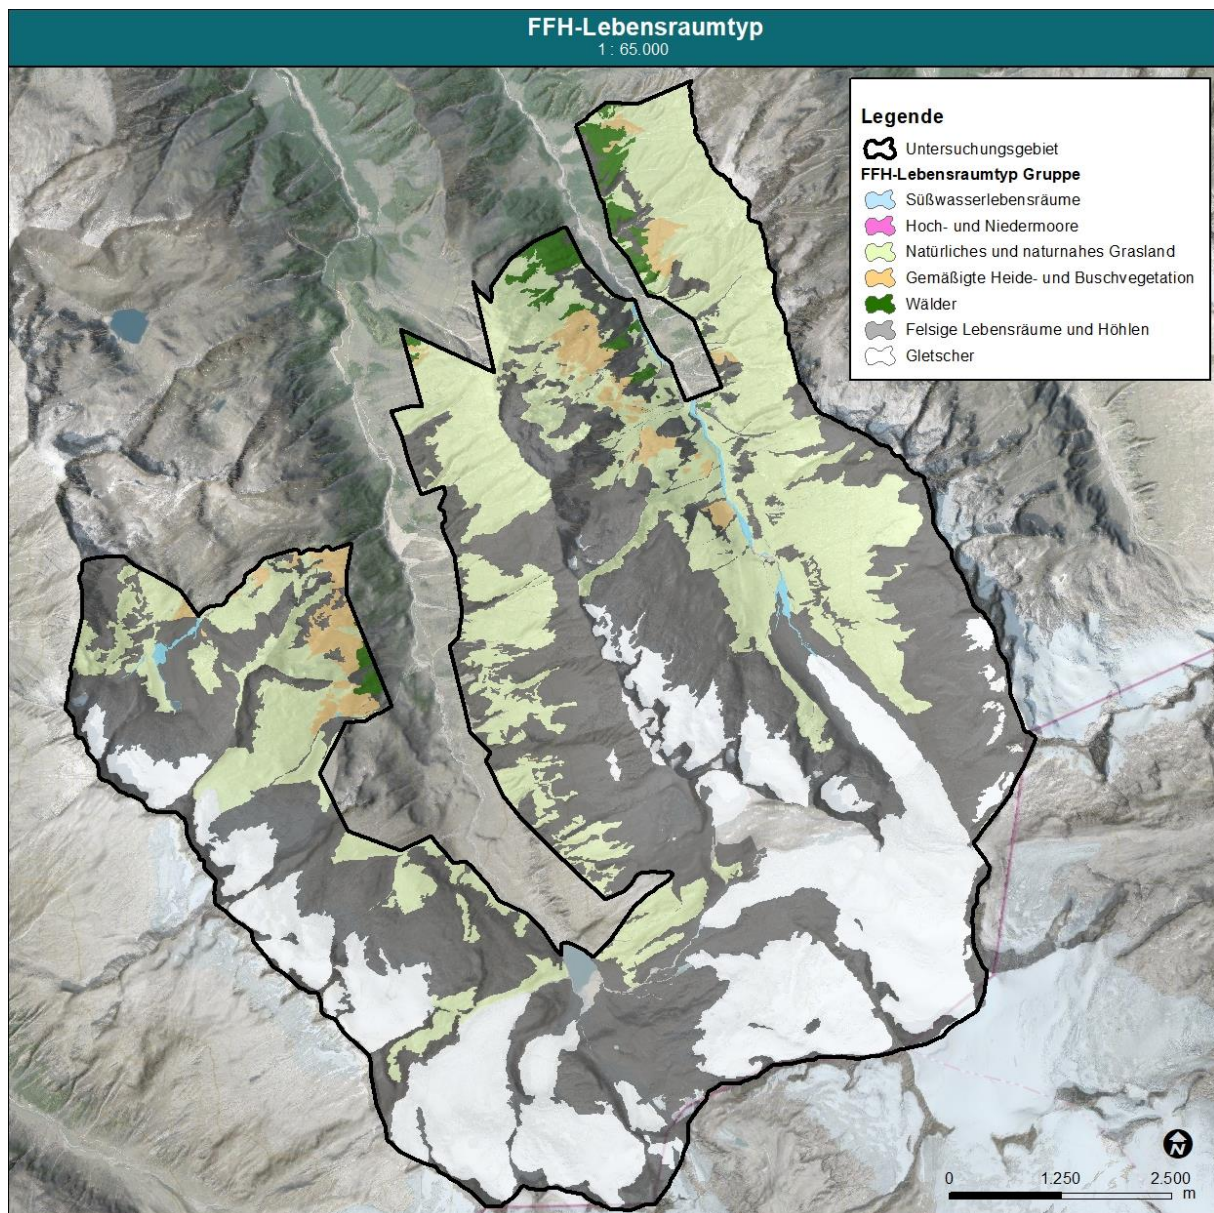 FFH-Lebensraumtyp
1 : 65.000
Legende
Untersuchungsgebiet
FFH-Lebensraumtyp Gruppe
Süßwasserlebensräume
Hoch- und Niedermoore
Natürliches und naturnahes Grasland
Gemäßigte Heide- und Buschvegetation
Wälder
Felsige Lebensräume und Höhlen
Gletscher
N
0 1.250 2.500
m